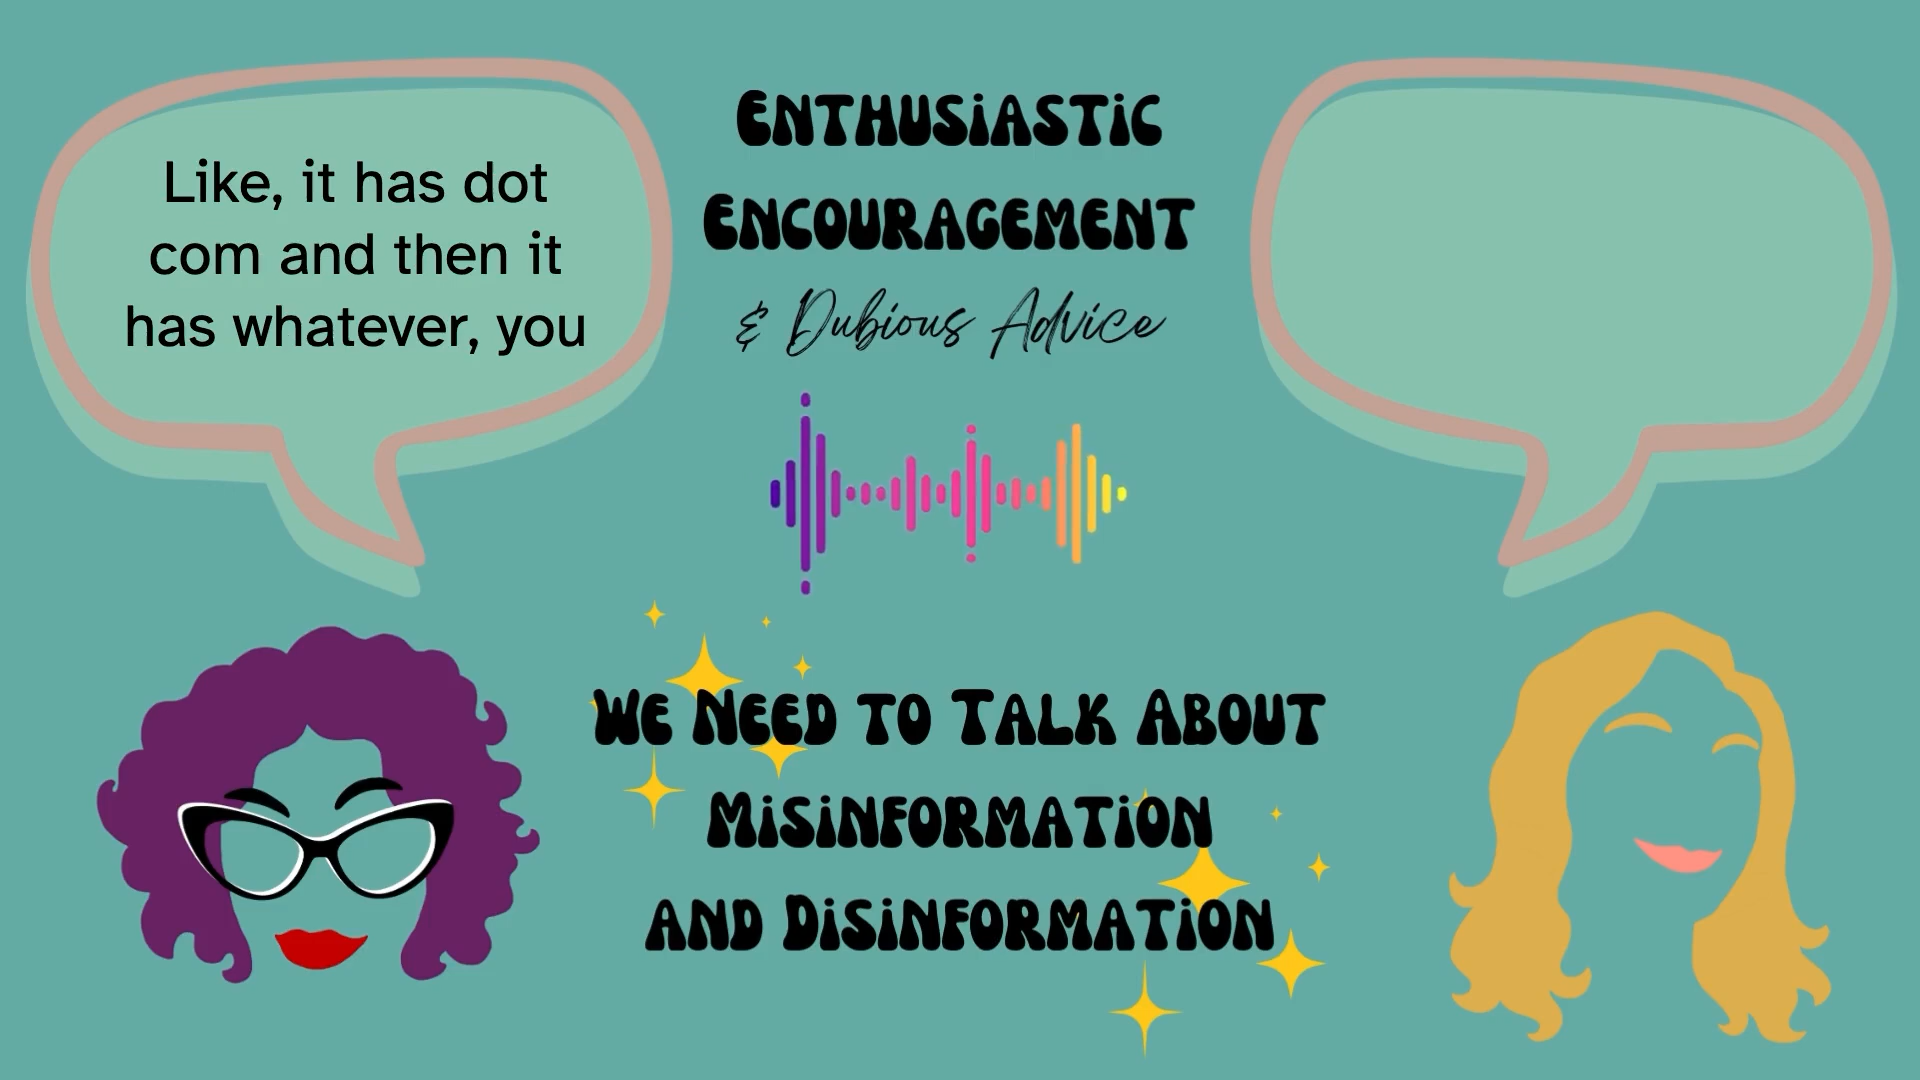 Like, it has dot
com and then it
has whatever, you
Enthusiastic
Encouragement
& Dubious Advice
We Need to Talk About
Misinformation
and Disinformation